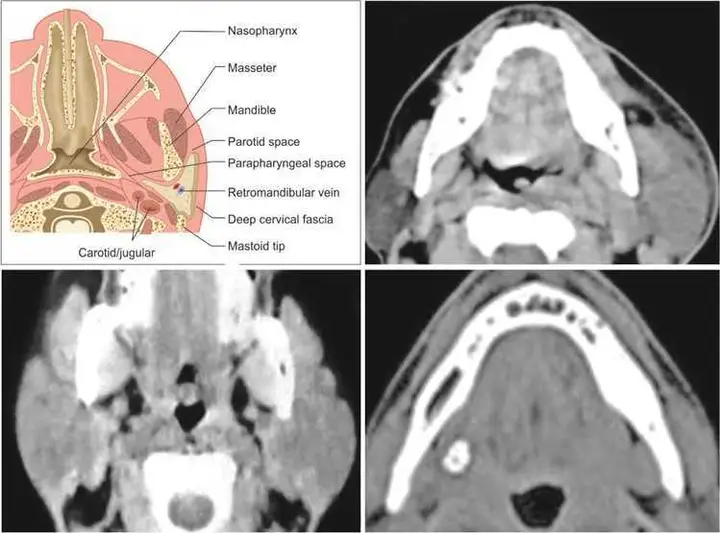 Nasopharynx
Masseter
Mandible
Parotid space
Parapharyngeal space
Retromandibular vein
Deep cervical fascia
Mastoid tip
Carotid/jugular